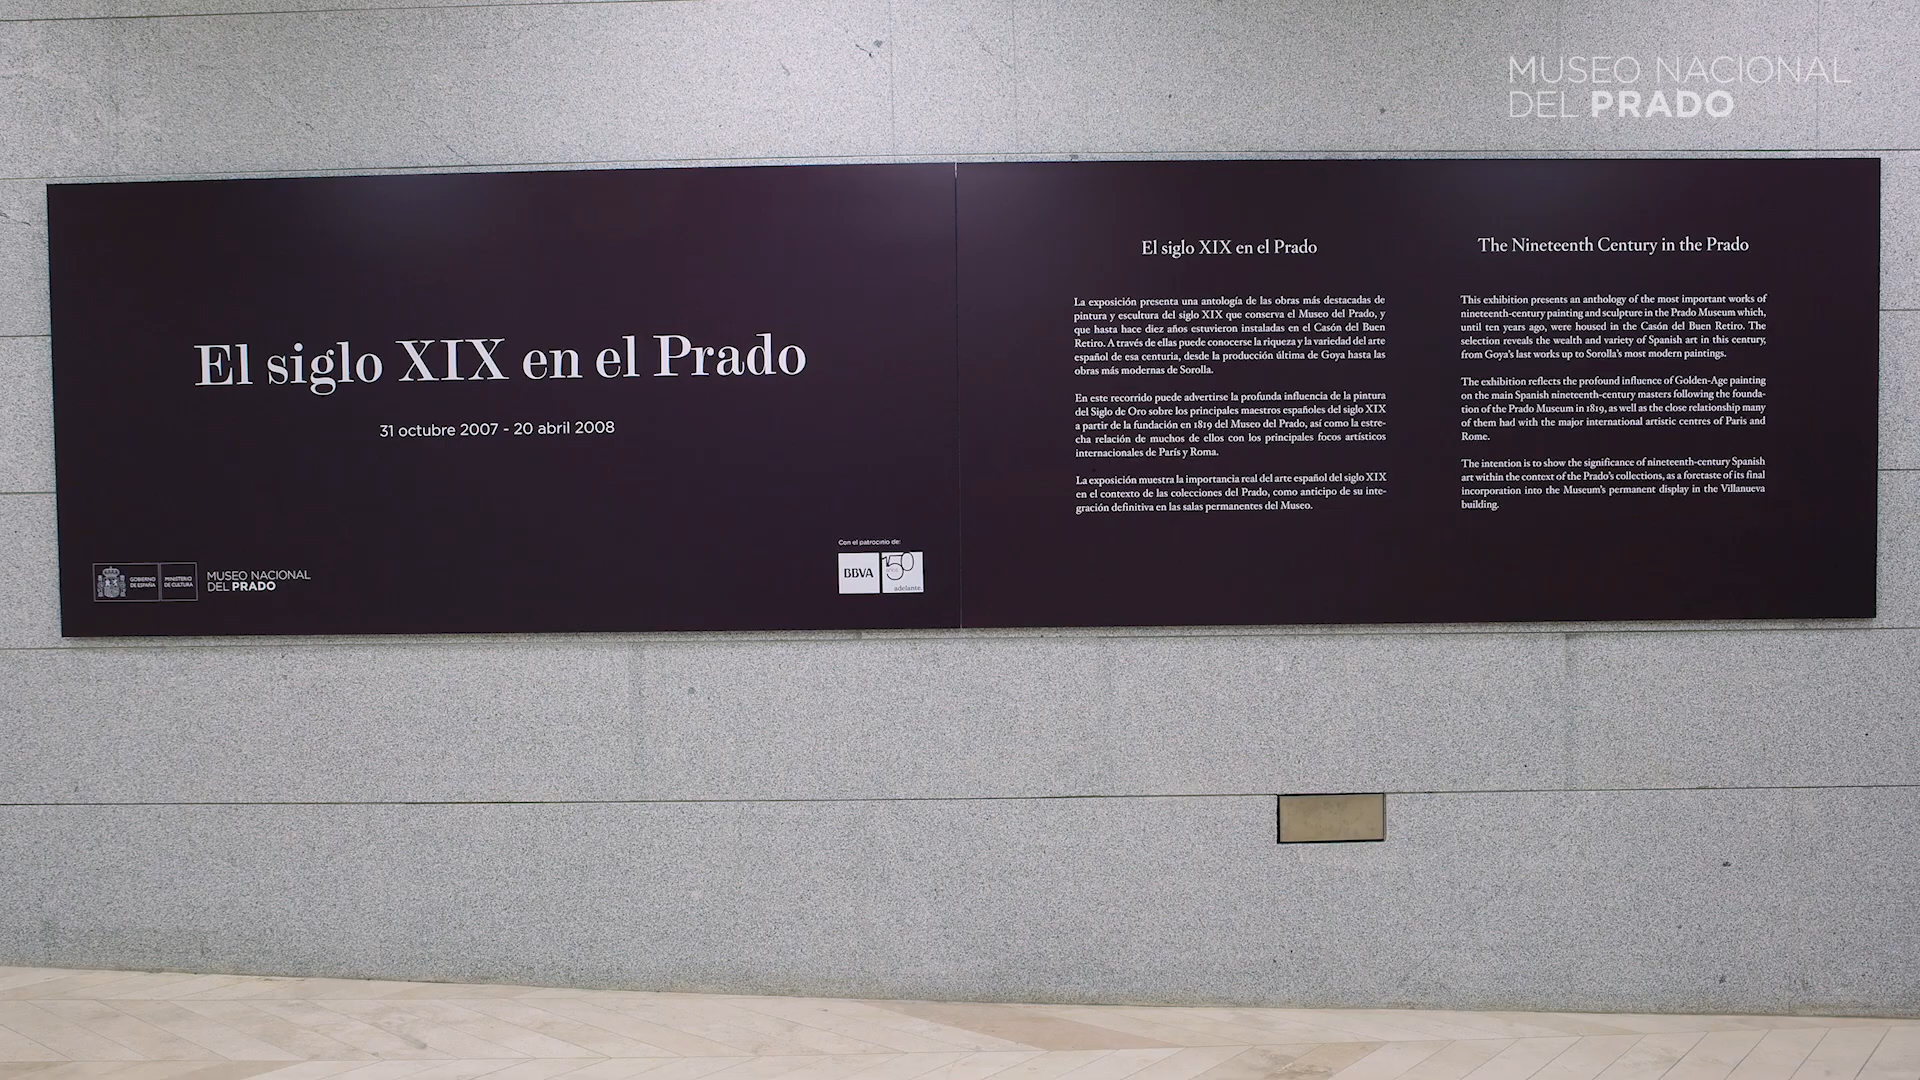 MUSEO NACIONAL
DEL PRADO
El siglo XIX en el Prado
31 octubre 2007 - 20 abril 2008
GOBIERNO
DE ESPAÑA
MINISTERIO
DE CULTURA
MUSEO NACIONAL
DEL PRADO
Con el patrocinio de:
BBVA
150
años
adelante.
El siglo XIX en el Prado
La exposición presenta una antología de las obras más destacadas de
pintura y escultura del siglo XIX que conserva el Museo del Prado, y
que hasta hace diez años estuvieron instaladas en el Casón del Buen
Retiro. A través de ellas puede conocerse la riqueza y la variedad del arte
español de esa centuria, desde la producción última de Goya hasta las
obras más modernas de Sorolla.
En este recorrido puede advertirse la profunda influencia de la pintura
del Siglo de Oro sobre los principales maestros españoles del siglo XIX
a partir de la fundación en 1819 del Museo del Prado, así como la estre-
cha relación de muchos de ellos con los principales focos artísticos
internacionales de París y Roma.
La exposición muestra la importancia real del arte español del siglo XIX
en el contexto de las colecciones del Prado, como anticipo de su inte-
gración definitiva en las salas permanentes del Museo.
The Nineteenth Century in the Prado
This exhibition presents an anthology of the most important works of
nineteenth-century painting and sculpture in the Prado Museum which,
until ten years ago, were housed in the Casón del Buen Retiro. The
selection reveals the wealth and variety of Spanish art in this century,
from Goya's last works up to Sorolla's most modern paintings.
The exhibition reflects the profound influence of Golden-Age painting
on the main Spanish nineteenth-century masters following the founda-
tion of the Prado Museum in 1819, as well as the close relationship many
of them had with the major international artistic centres of Paris and
Rome.
The intention is to show the significance of nineteenth-century Spanish
art within the context of the Prado's collections, as a foretaste of its final
incorporation into the Museum's permanent display in the Villanueva
building.